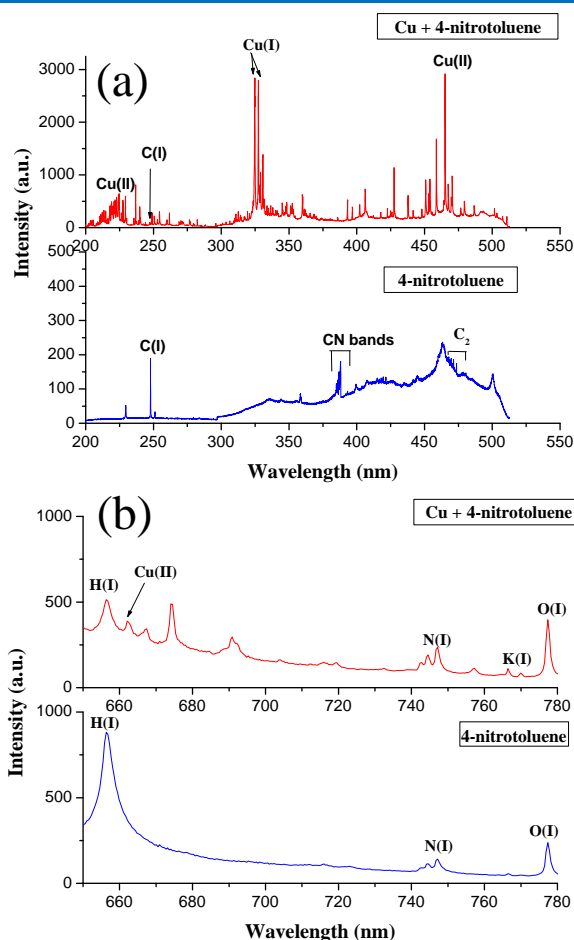 Cu + 4-nitrotoluene
(a)
Cu(I)
Cu(II)
C(I)
Cu(II)
3000
2000
1000
0
200 250 300 350 400 450 500 550
Intensity (a.u.)
4-nitrotoluene
500
400
300
200
100
0
C(I)
CN bands
C2
200 250 300 350 400 450 500 550
Wavelength (nm)
(b)
Cu + 4-nitrotoluene
1000
500
0
H(I)
Cu(II)
N(I)
K(I)
O(I)
660 680 700 720 740 760 780
Intensity (a.u.)
4-nitrotoluene
1000
500
0
H(I)
N(I)
O(I)
660 680 700 720 740 760 780
Wavelength (nm)